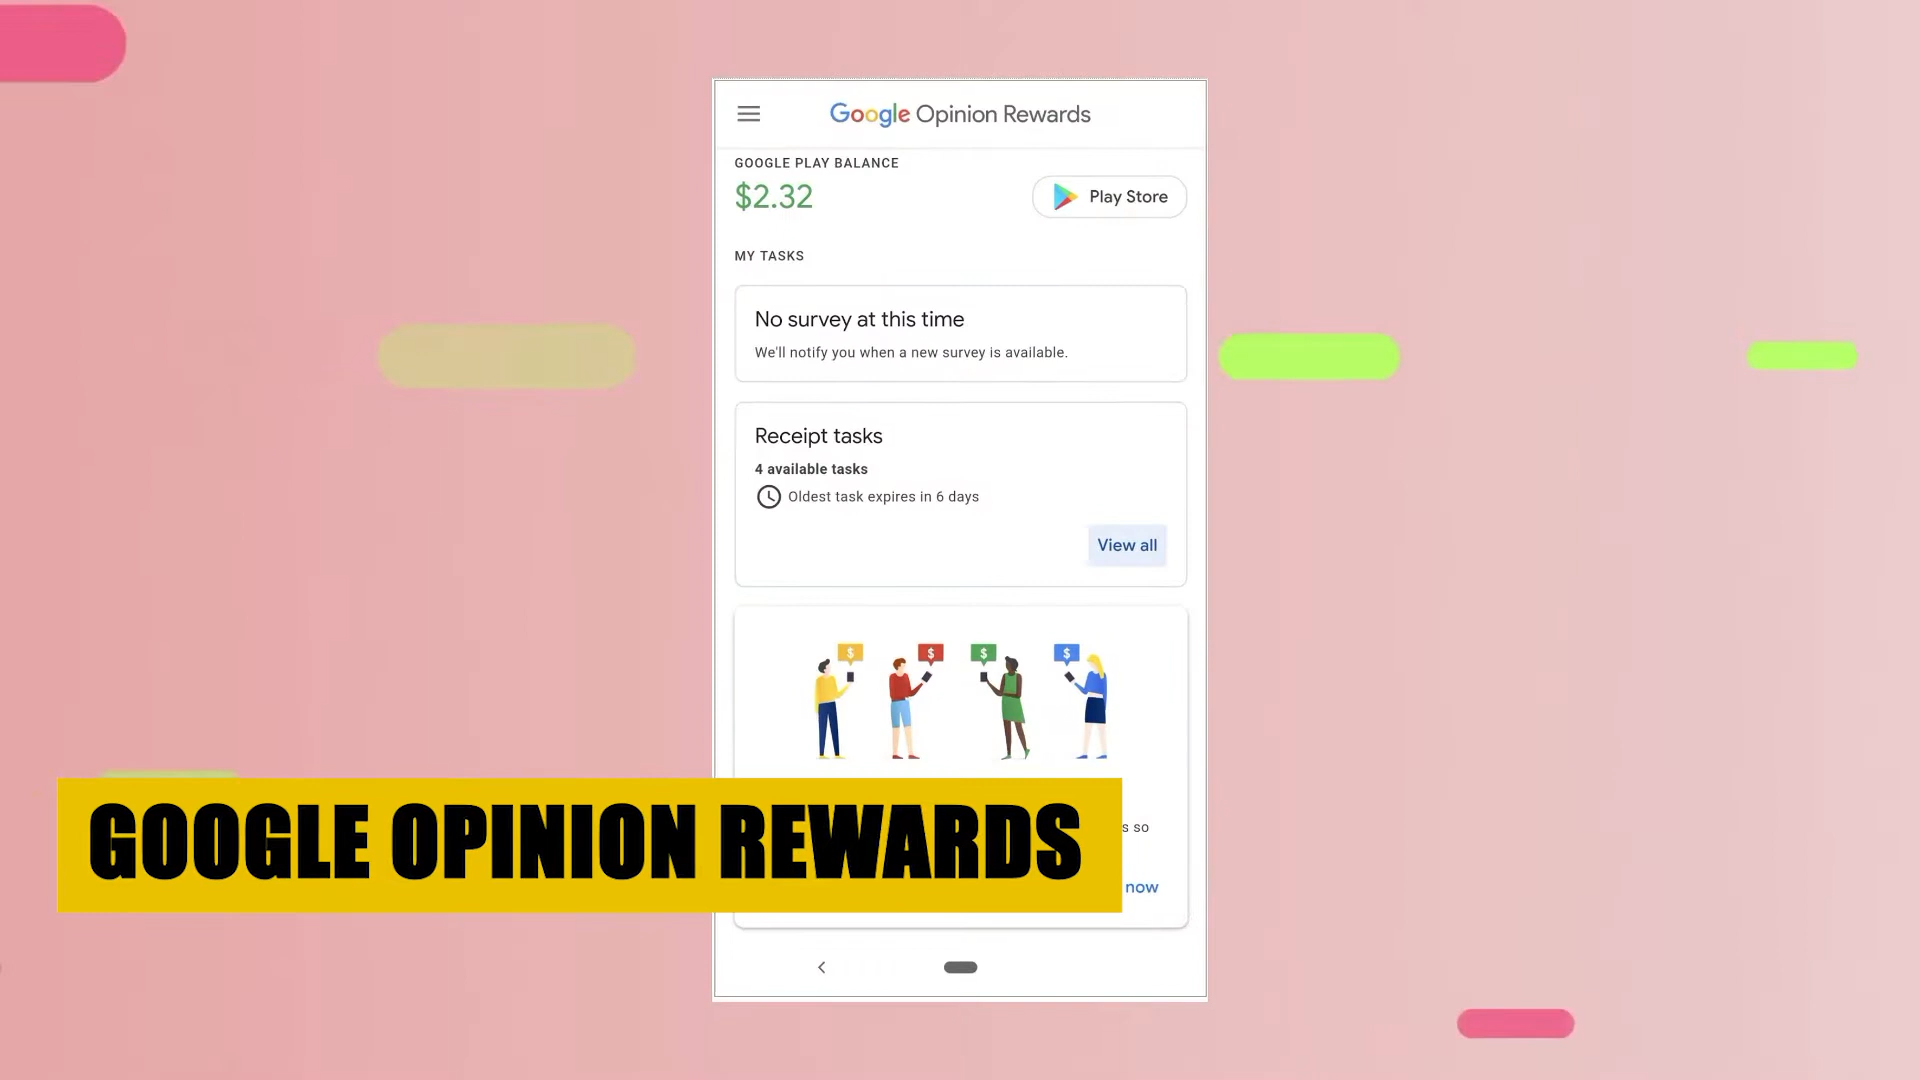 Google Opinion Rewards
GOOGLE PLAY BALANCE
$2.32
Play Store
MY TASKS
No survey at this time
We'll notify you when a new survey is available.
Receipt tasks
4 available tasks
Oldest task expires in 6 days
View all
$ $ $ $
s so
now
GOOGLE OPINION REWARDS